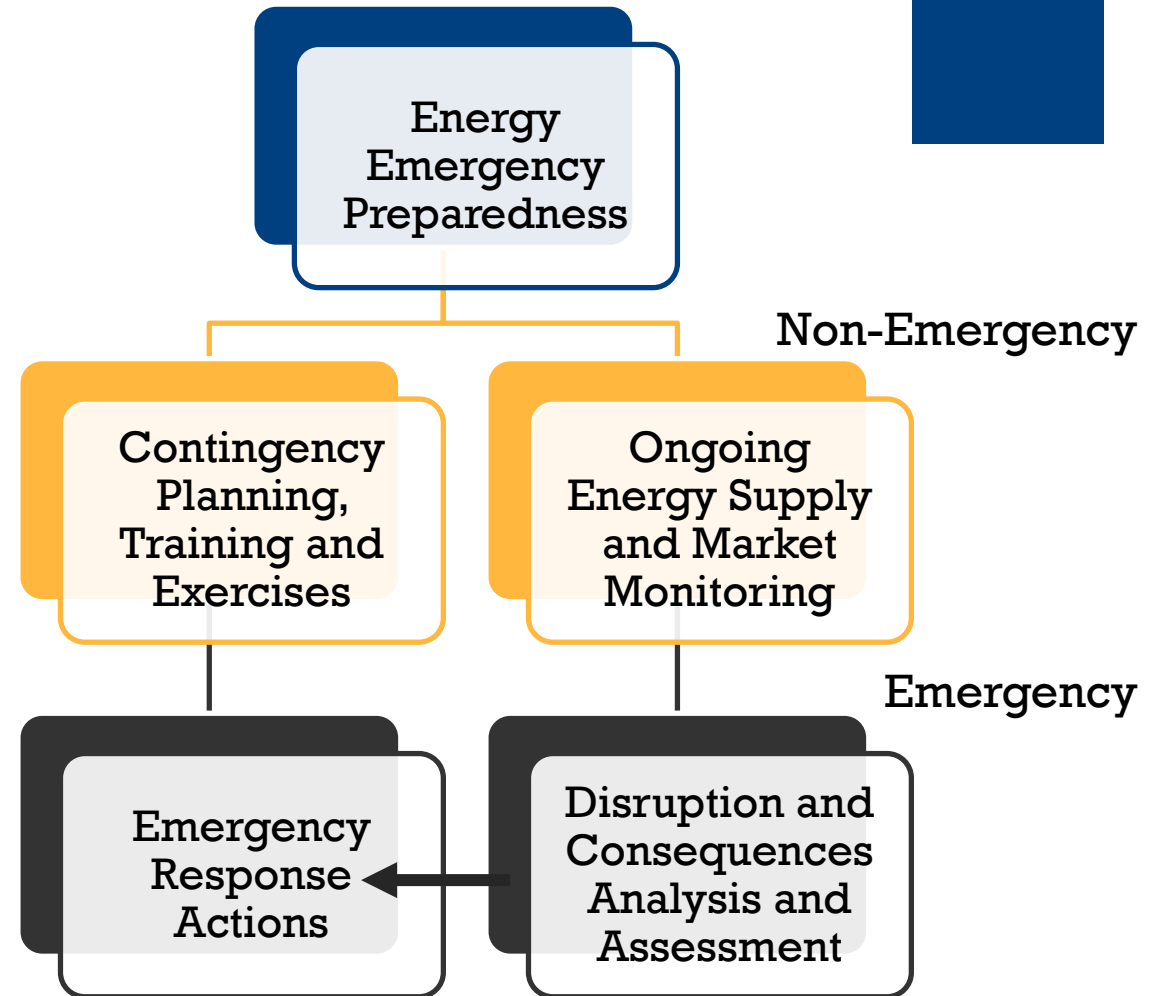 Energy
Emergency
Preparedness
Non-Emergency
Contingency
Planning,
Training and
Exercises
Ongoing
Energy Supply
and Market
Monitoring
Emergency
Emergency
Response
Actions
Disruption and
Consequences
Analysis and
Assessment